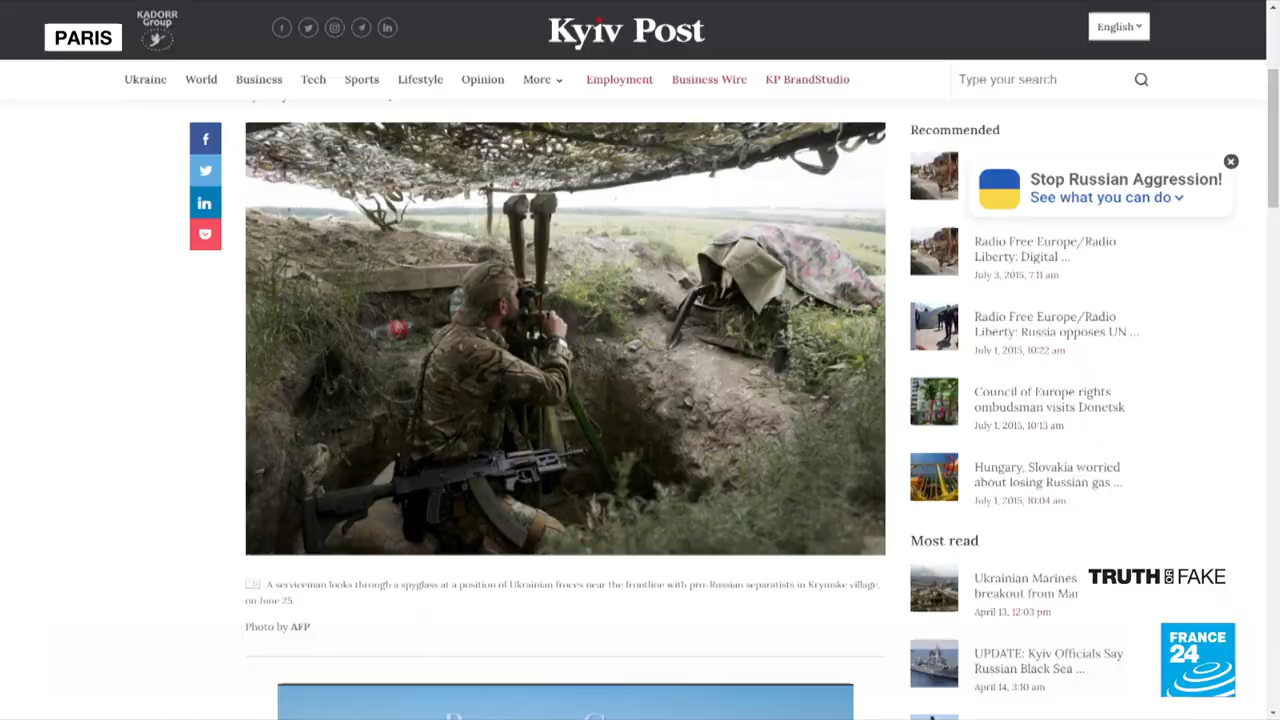 PARIS
KADORR
Group
Kyiv Post
English
Ukraine World Business Tech Sports Lifestyle Opinion More Employment Business Wire KP BrandStudio
Type your search
Recommended
Stop Russian Aggression!
See what you can do
Radio Free Europe/Radio
Liberty: Digital ...
July 3, 2015, 7:11 am
Radio Free Europe/Radio
Liberty: Russia opposes UN ...
July 1, 2015, 10:22 am
Council of Europe rights
ombudsman visits Donetsk
July 1, 2015, 10:13 am
Hungary, Slovakia worried
about losing Russian gas ...
July 1, 2015, 10:04 am
Most read
Ukrainian Marines
breakout from Mar
April 13, 12:03 pm
UPDATE: Kyiv Officials Say
Russian Black Sea ...
April 14, 3:10 am
A serviceman looks through a spyglass at a position of Ukrainian froces near the frontline with pro-Russian separatists in Krymske village,
on June 25.
Photo by AFP
TRUTH OR FAKE
FRANCE
24